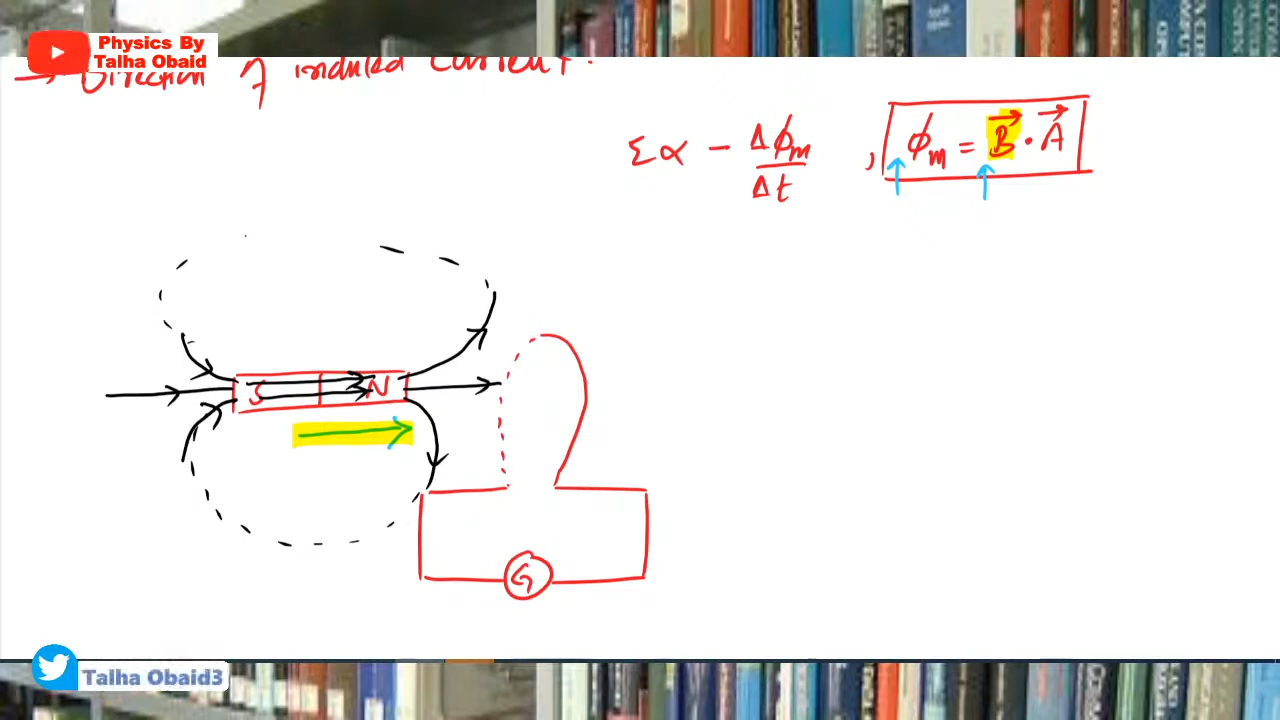 Physics By
Talha Obaid
→ Direction of induced current:
Σ α - Δϕm/Δt , ϕm = B⃗ · A⃗
S N
G
Talha Obaid3